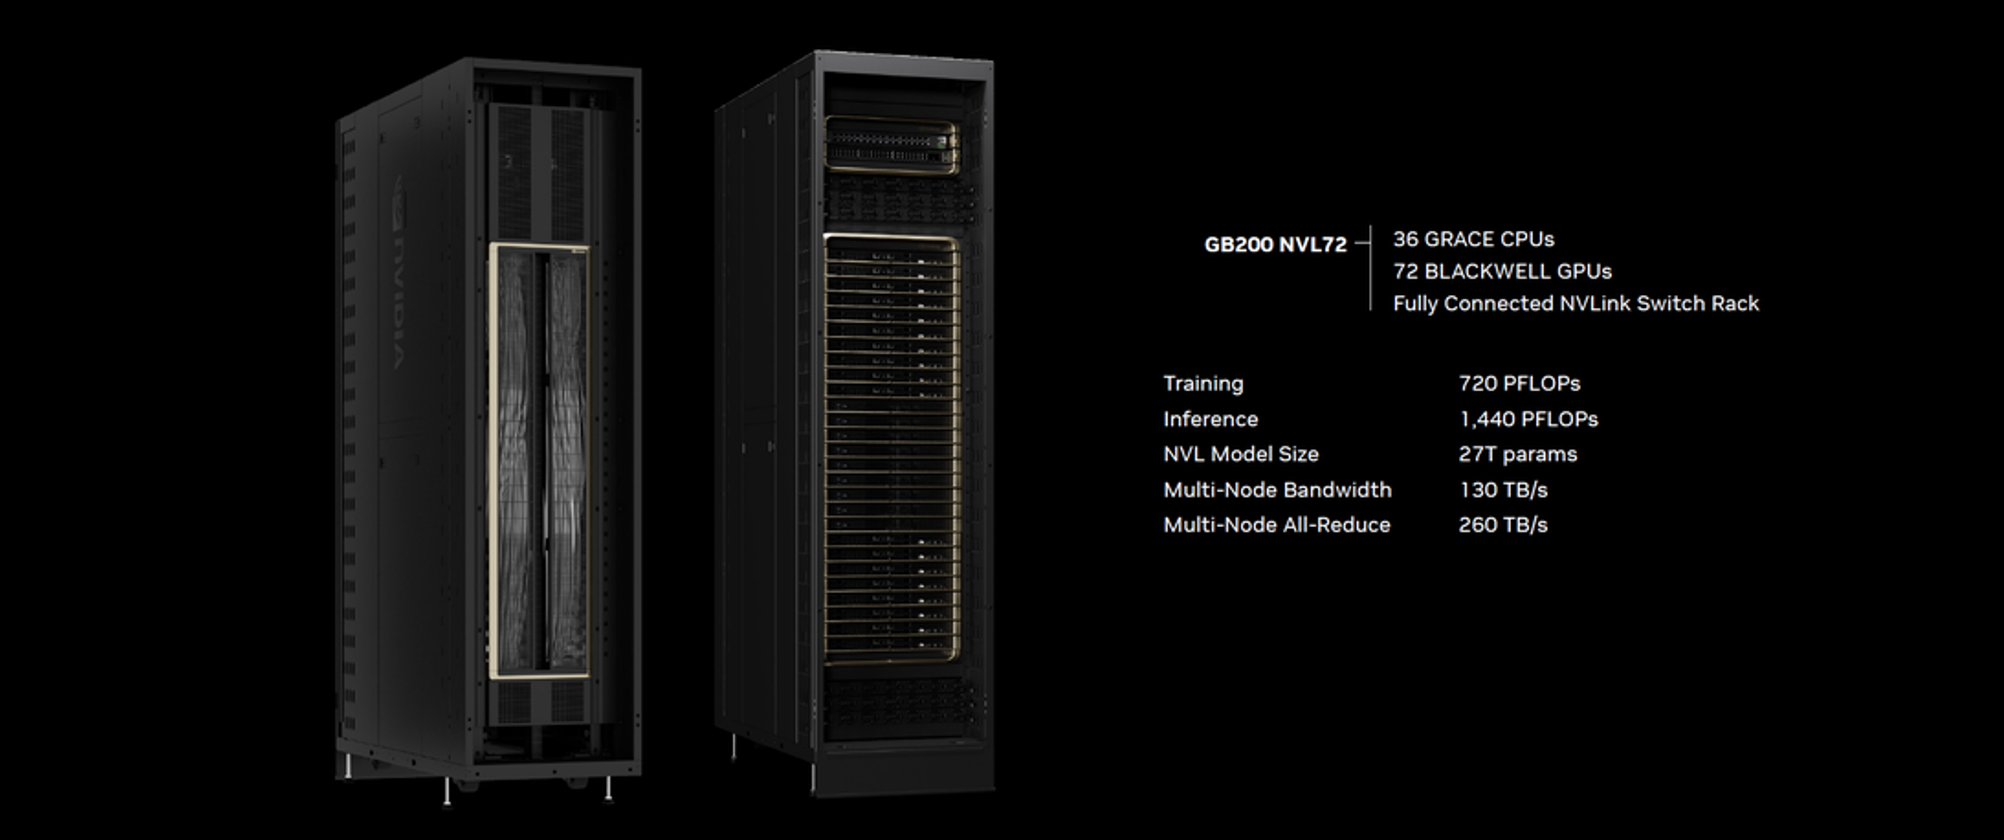 NVIDIA
GB200 NVL72
36 GRACE CPUs
72 BLACKWELL GPUs
Fully Connected NVLink Switch Rack
Training 720 PFLOPs
Inference 1,440 PFLOPs
NVL Model Size 27T params
Multi-Node Bandwidth 130 TB/s
Multi-Node All-Reduce 260 TB/s